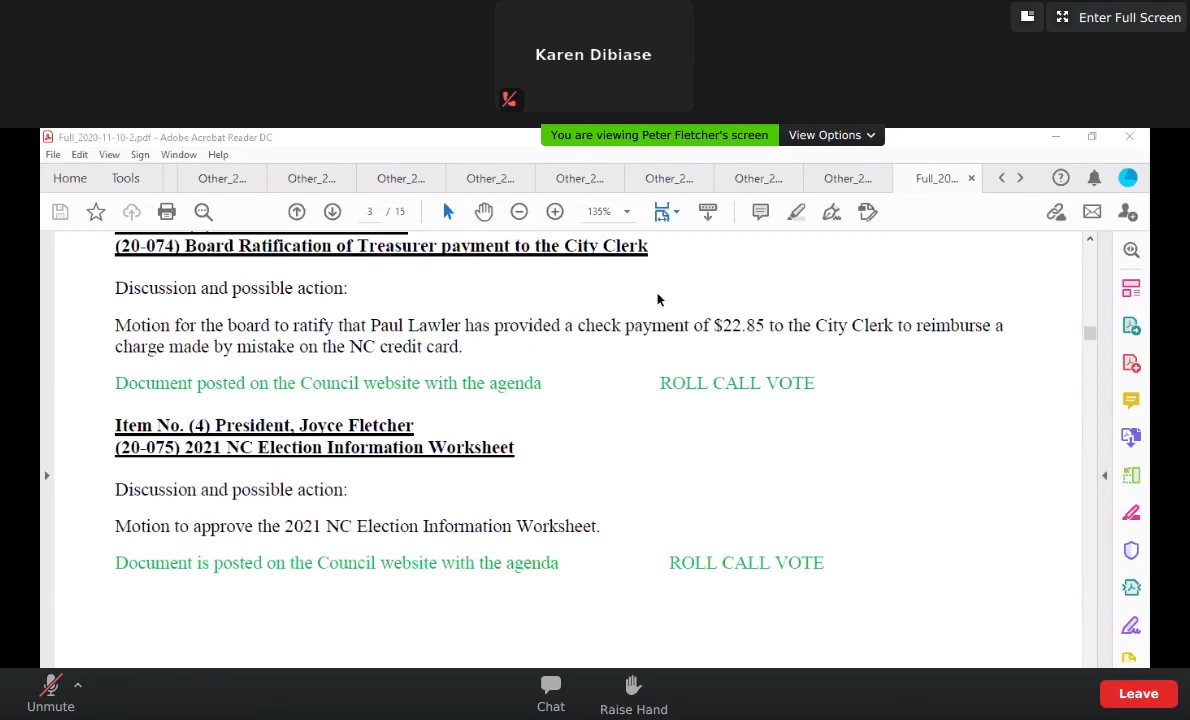 Enter Full Screen
Karen Dibiase
You are viewing Peter Fletcher's screen View Options
Full_2020-11-10-2.pdf - Adobe Acrobat Reader DC
File Edit View Sign Window Help
Home Tools Other_2... Other_2... Other_2... Other_2... Other_2... Other_2... Other_2... Other_2... Full_20...
3 / 15 135%
(20-074) Board Ratification of Treasurer payment to the City Clerk
Discussion and possible action:
Motion for the board to ratify that Paul Lawler has provided a check payment of $22.85 to the City Clerk to reimburse a
charge made by mistake on the NC credit card.
Document posted on the Council website with the agenda ROLL CALL VOTE
Item No. (4) President, Joyce Fletcher
(20-075) 2021 NC Election Information Worksheet
Discussion and possible action:
Motion to approve the 2021 NC Election Information Worksheet.
Document is posted on the Council website with the agenda ROLL CALL VOTE
Unmute Chat Raise Hand Leave